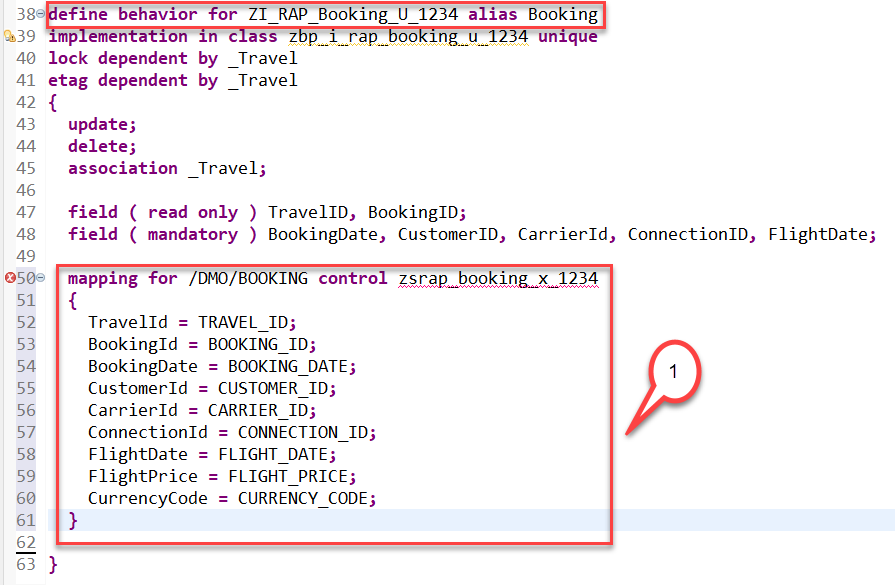 38 define behavior for ZI_RAP_Booking_U_1234 alias Booking
39 implementation in class zbp_i_rap_booking_u_1234 unique
40 lock dependent by _Travel
41 etag dependent by _Travel
42 {
43 update;
44 delete;
45 association _Travel;
46
47 field ( read only ) TravelID, BookingID;
48 field ( mandatory ) BookingDate, CustomerID, CarrierId, ConnectionID, FlightDate;
49
50 mapping for /DMO/BOOKING control zsrap_booking_x_1234
51 {
52 TravelId = TRAVEL_ID;
53 BookingId = BOOKING_ID;
54 BookingDate = BOOKING_DATE;
55 CustomerId = CUSTOMER_ID;
56 CarrierId = CARRIER_ID;
57 ConnectionId = CONNECTION_ID;
58 FlightDate = FLIGHT_DATE;
59 FlightPrice = FLIGHT_PRICE;
60 CurrencyCode = CURRENCY_CODE;
61 }
62
63 }
1